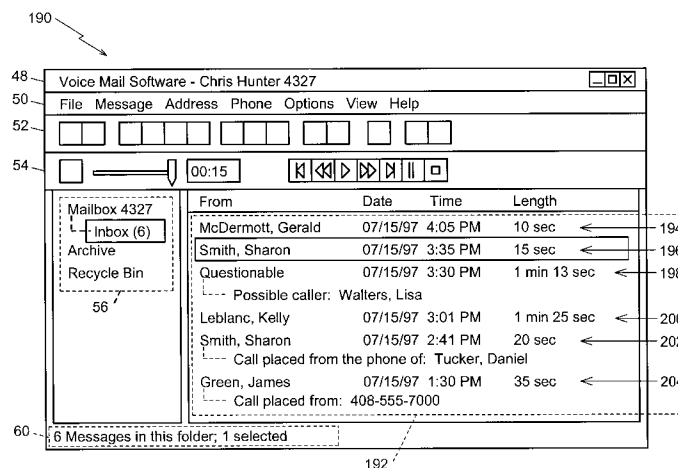 190
48
Voice Mail Software - Chris Hunter 4327
50
File Message Address Phone Options View Help
52
54
00:15
From Date Time Length
Mailbox 4327
Inbox (6)
Archive
Recycle Bin
56
McDermott, Gerald 07/15/97 4:05 PM 10 sec 194
Smith, Sharon 07/15/97 3:35 PM 15 sec 196
Questionable 07/15/97 3:30 PM 1 min 13 sec 198
Possible caller: Walters, Lisa
Leblanc, Kelly 07/15/97 3:01 PM 1 min 25 sec 200
Smith, Sharon 07/15/97 2:41 PM 20 sec 202
Call placed from the phone of: Tucker, Daniel
Green, James 07/15/97 1:30 PM 35 sec 204
Call placed from: 408-555-7000
60
6 Messages in this folder; 1 selected
192